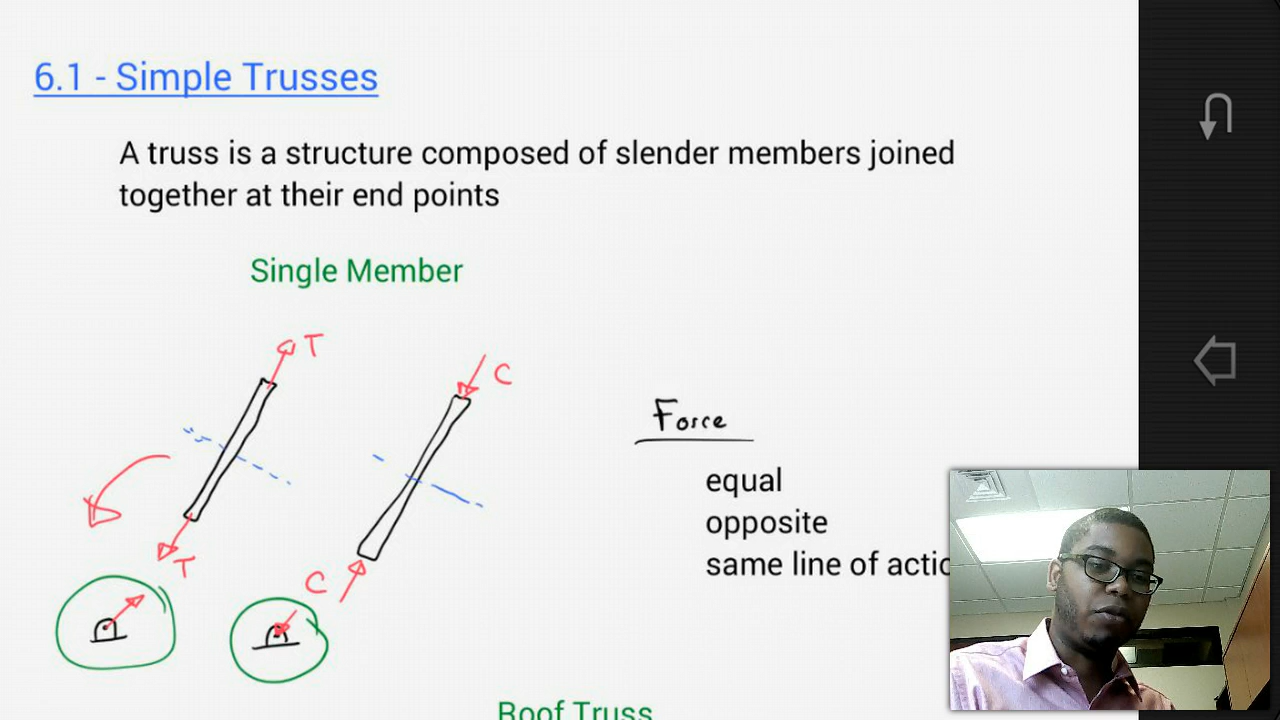 6.1 - Simple Trusses
A truss is a structure composed of slender members joined
together at their end points
Single Member
T
C
Force
equal
opposite
same line of actio
T
C
Roof Truss